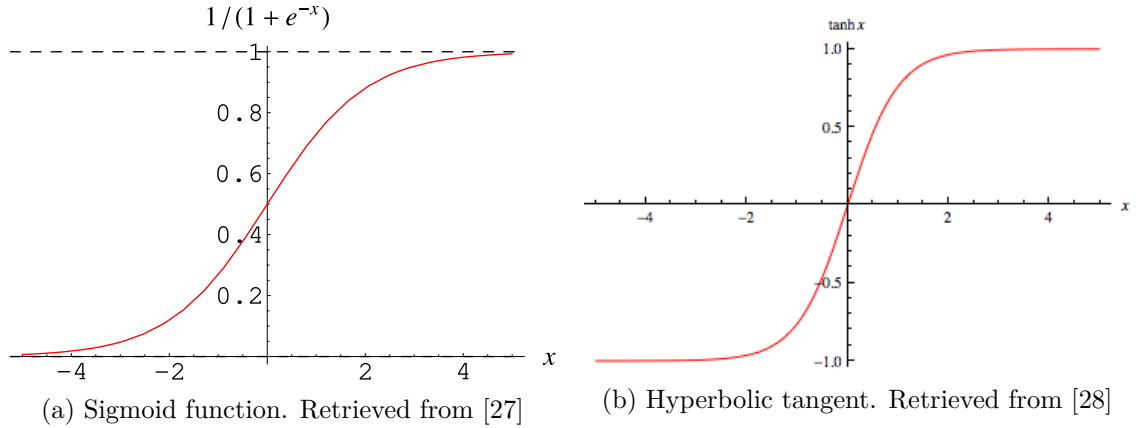 1/(1 + e^{-x})
1
0.8
0.6
0.4
0.2
-4 -2 2 4 x
(a) Sigmoid function. Retrieved from [27]
tanh x
1.0
0.5
-4 -2 2 4 x
-0.5
-1.0
(b) Hyperbolic tangent. Retrieved from [28]